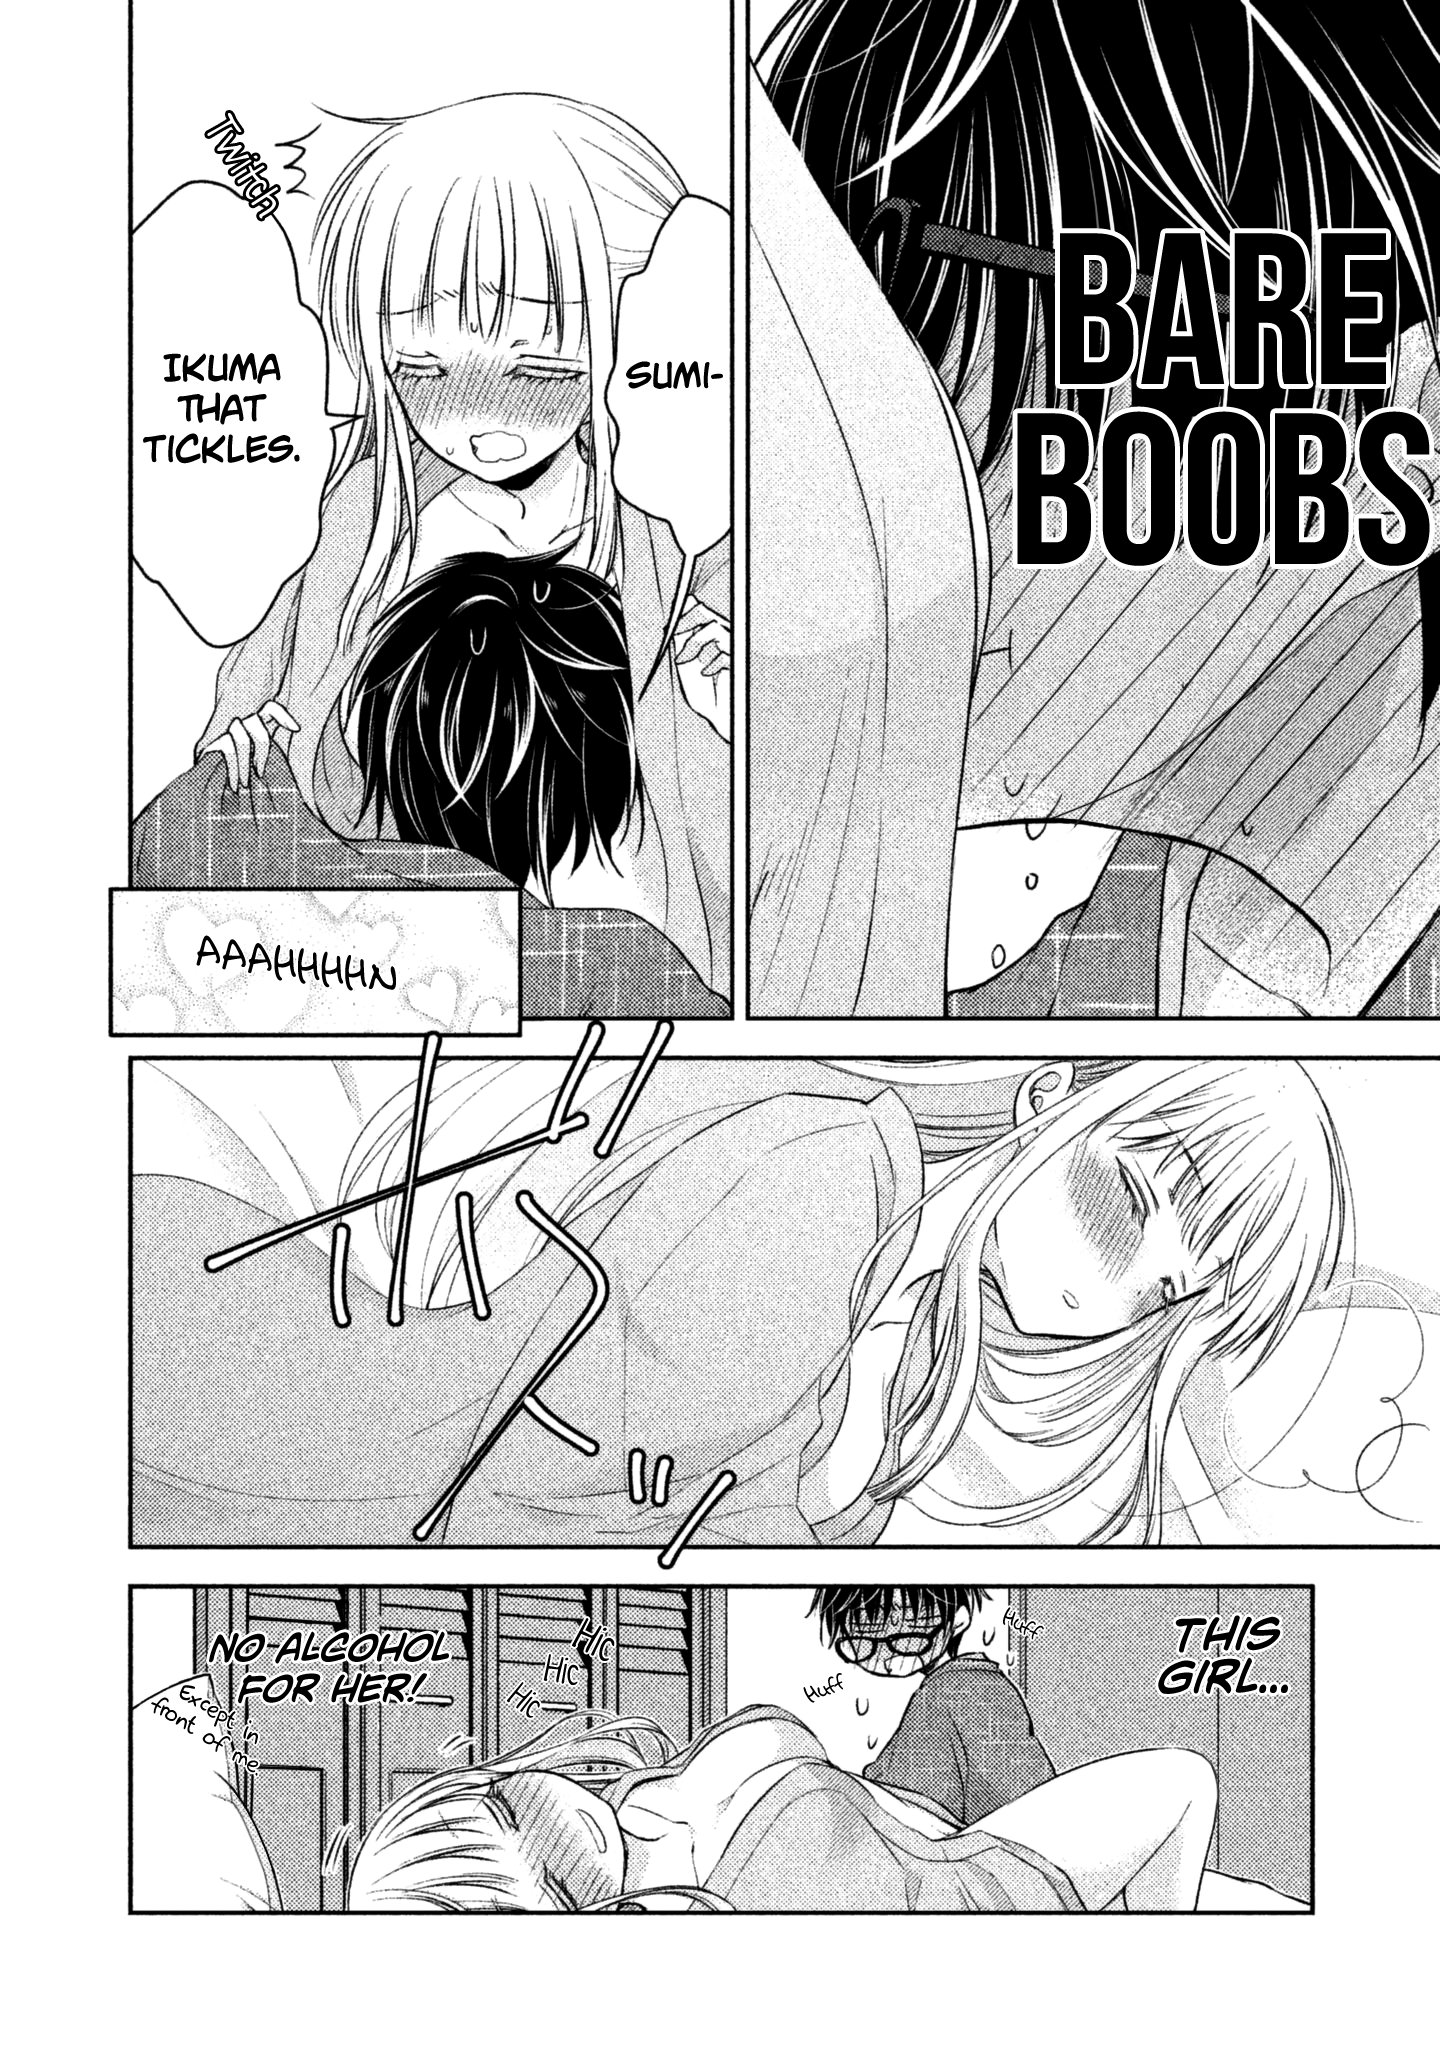 BARE
BOOBS
SUMI-
Twitch
IKUMA
THAT
TICKLES.
AAAHHHHN
THIS
GIRL...
Huff
Huff
Hic
Hic
Hic
NO ALCOHOL
FOR HER!
Except in
front of me.